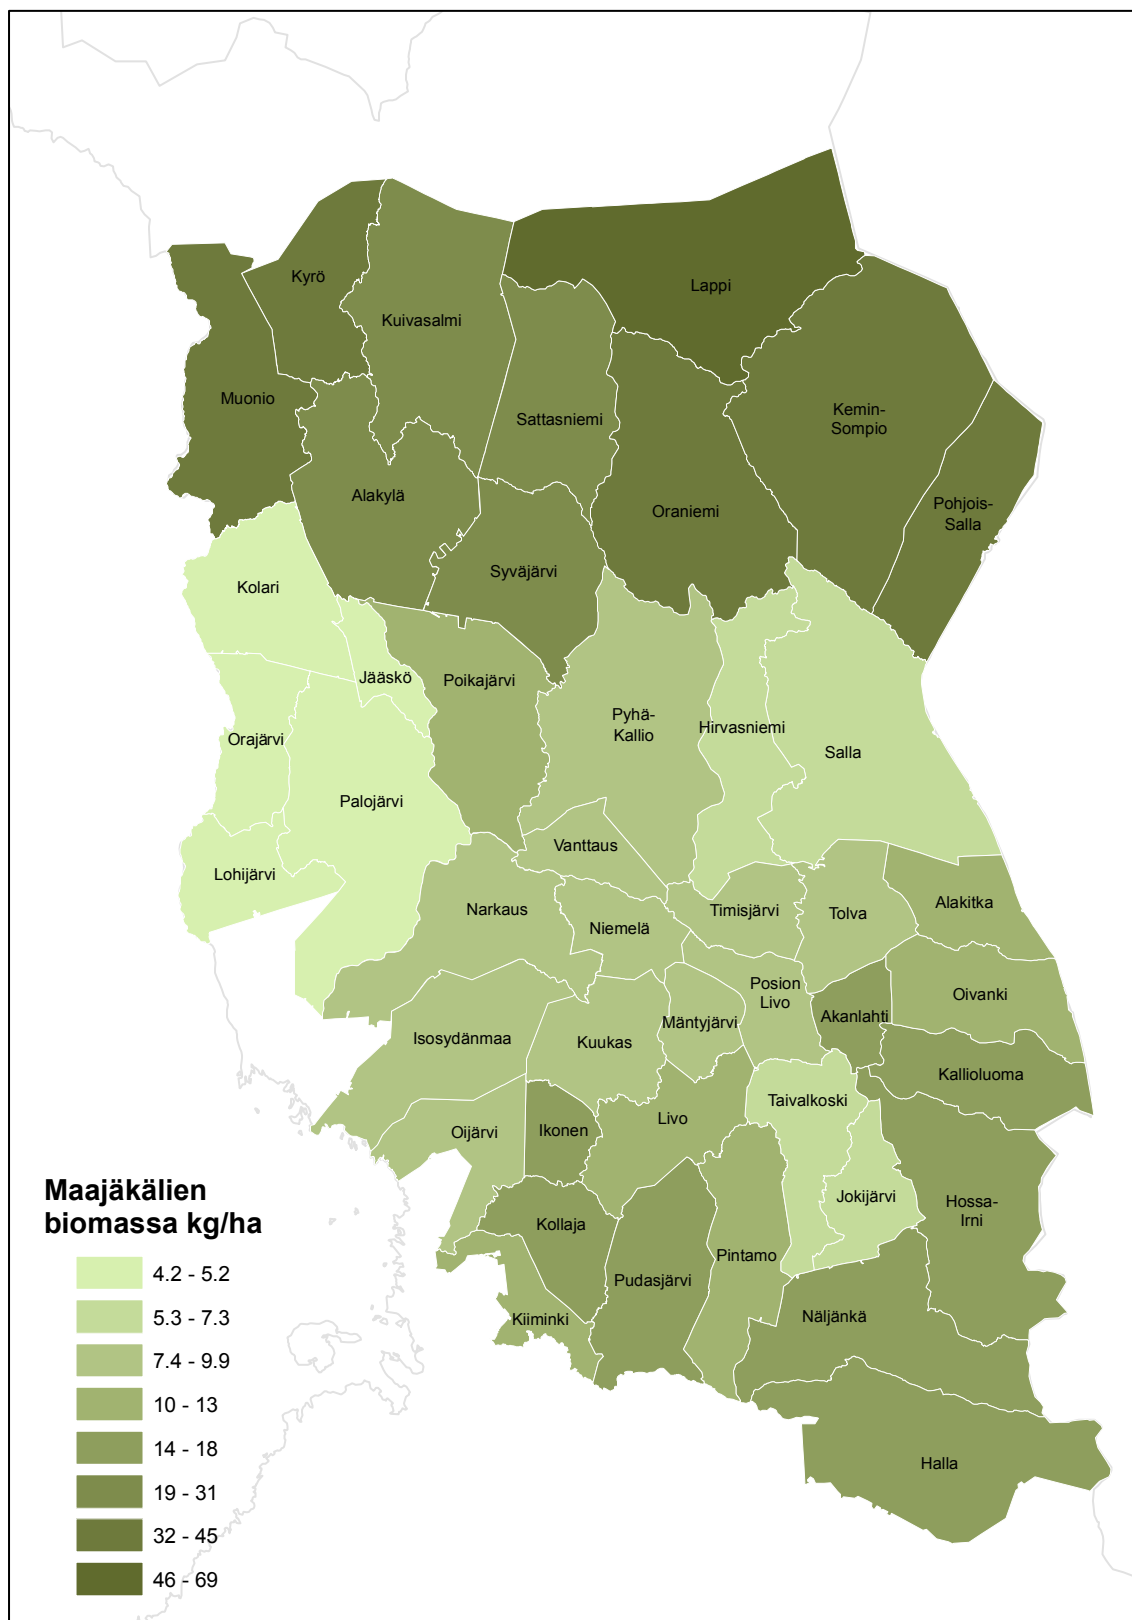 Lappi
Kyrö
Kuivasalmi
Muonio
Sattasniemi
Kemin-
Sompio
Alakylä
Oraniemi
Pohjois-
Salla
Syväjärvi
Kolari
Jääskö
Poikajärvi
Pyhä-
Kallio
Hirvasniemi
Salla
Orajärvi
Palojärvi
Vanttaus
Lohijärvi
Narkaus
Niemelä
Timisjärvi
Tolva
Alakitka
Posion
Livo
Oivanki
Akanlahti
Mäntyjärvi
Isosydänmaa
Kuukas
Kallioluoma
Taivalkoski
Livo
Oijärvi
Ikonen
Jokijärvi
Hossa-
Irni
Kollaja
Pintamo
Pudasjärvi
Kiiminki
Näljänkä
Halla
Maajäkälien
biomassa kg/ha
4.2 - 5.2
5.3 - 7.3
7.4 - 9.9
10 - 13
14 - 18
19 - 31
32 - 45
46 - 69